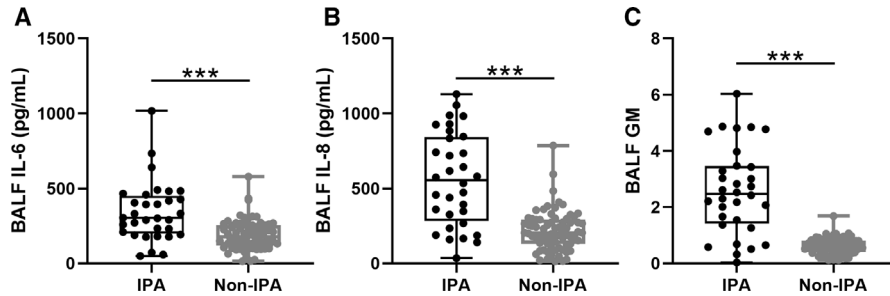 A
BALF IL-6 (pg/mL)
1500
1000
500
0
***
IPA
Non-IPA
B
BALF IL-8 (pg/mL)
1500
1000
500
0
***
IPA
Non-IPA
C
BALF GM
8
6
4
2
0
***
IPA
Non-IPA